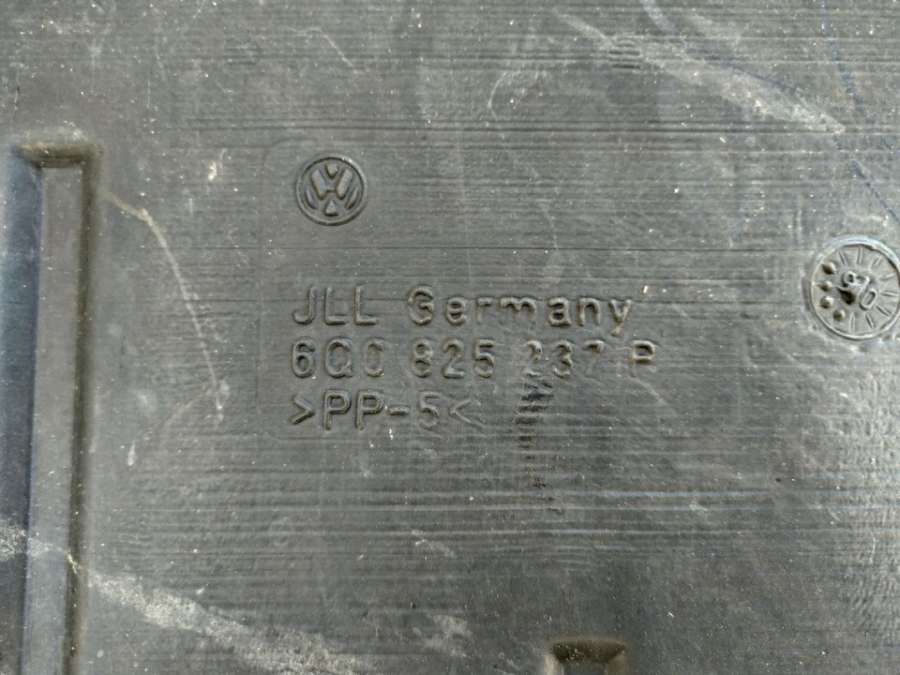 JLL Germany
6Q0 825 237 P
>PP-5<